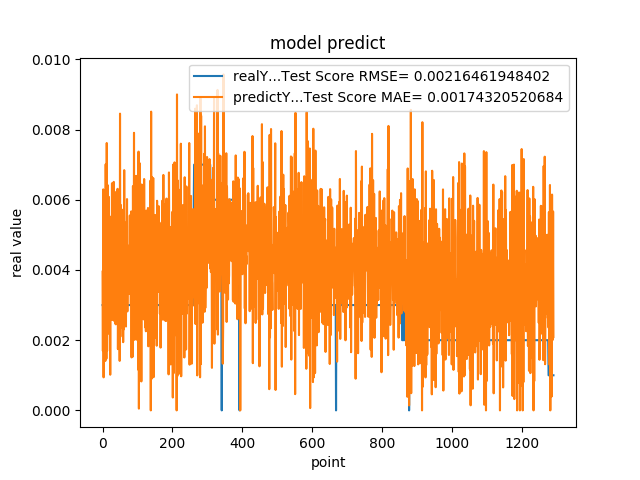 model predict
realY...Test Score RMSE= 0.00216461948402
predictY...Test Score MAE= 0.00174320520684
real value
0.010
0.008
0.006
0.004
0.002
0.000
0 200 400 600 800 1000 1200
point